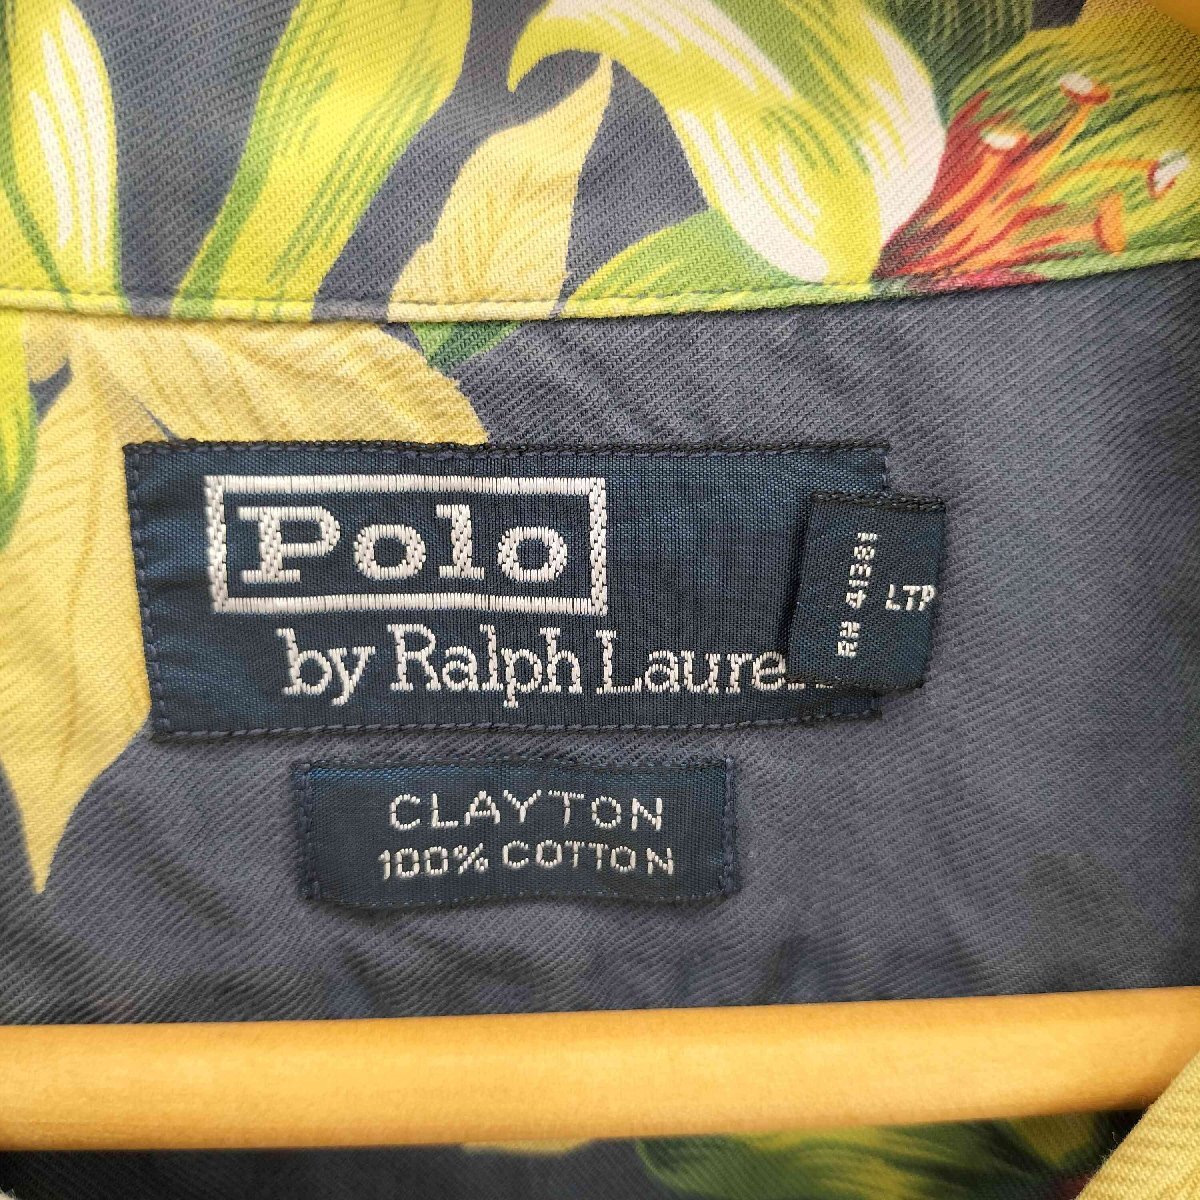 Polo
by Ralph Lauren
RN 41381
LTP
CLAYTON
100% COTTON